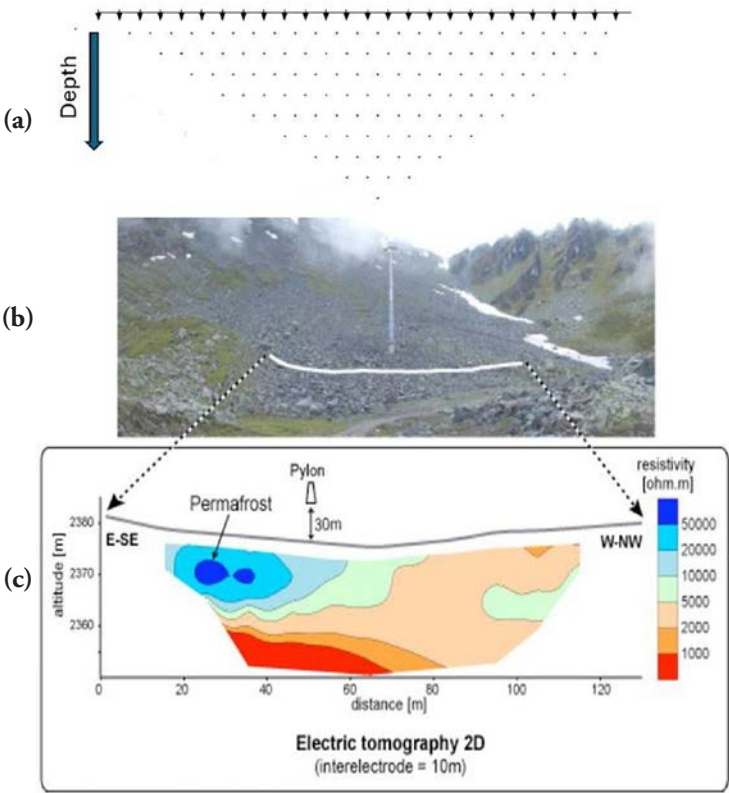 (a)
Depth
(b)
(c)
Pylon
30m
Permafrost
E-SE
W-NW
resistivity
[ohm.m]
50000
20000
10000
5000
2000
1000
altitude [m]
2380
2370
2360
0
20
40
60
80
100
120
distance [m]
Electric tomography 2D
(interelectrode = 10m)